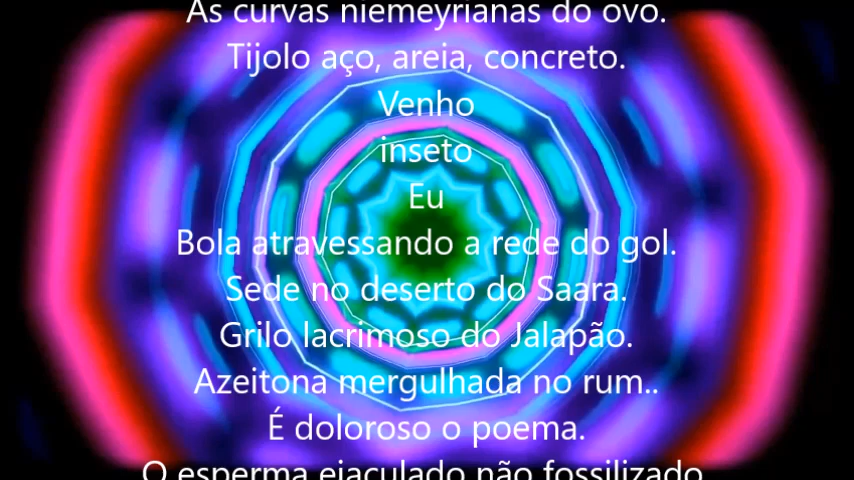 As curvas niemeyrianas do ovo.
Tijolo aço, areia, concreto.
Venho
inseto
Eu
Bola atravessando a rede do gol.
Sede no deserto do Saara.
Grilo lacrimoso do Jalapão.
Azeitona mergulhada no rum..
É doloroso o poema.
O esperma ejaculado não fossilizado